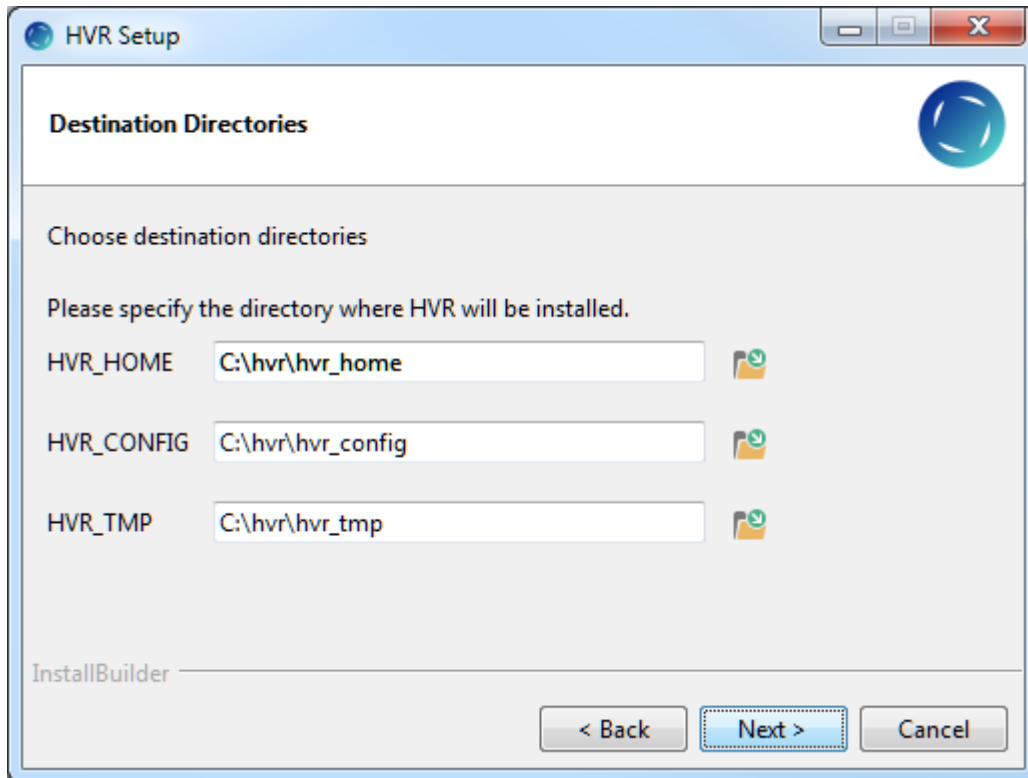 HVR Setup
Destination Directories
Choose destination directories
Please specify the directory where HVR will be installed.
HVR_HOME C:\hvr\hvr_home
HVR_CONFIG C:\hvr\hvr_config
HVR_TMP C:\hvr\hvr_tmp
InstallBuilder
< Back Next > Cancel